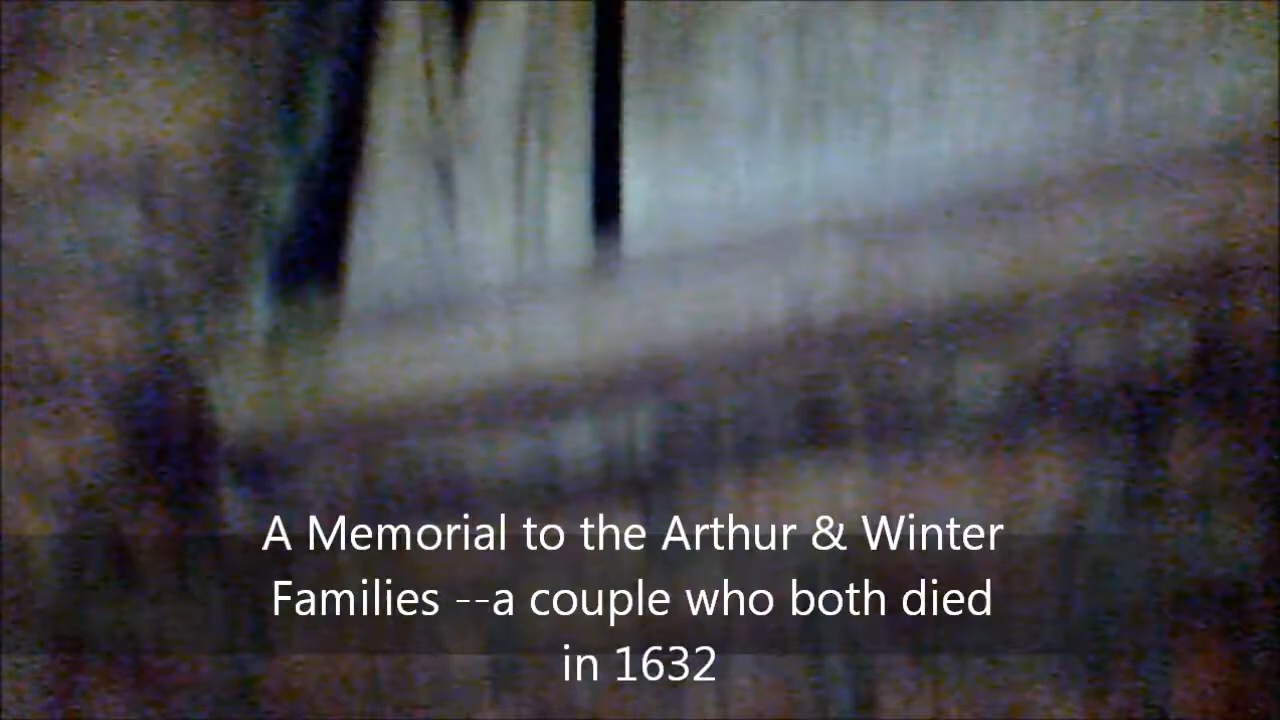 A Memorial to the Arthur & Winter
Families --a couple who both died
in 1632